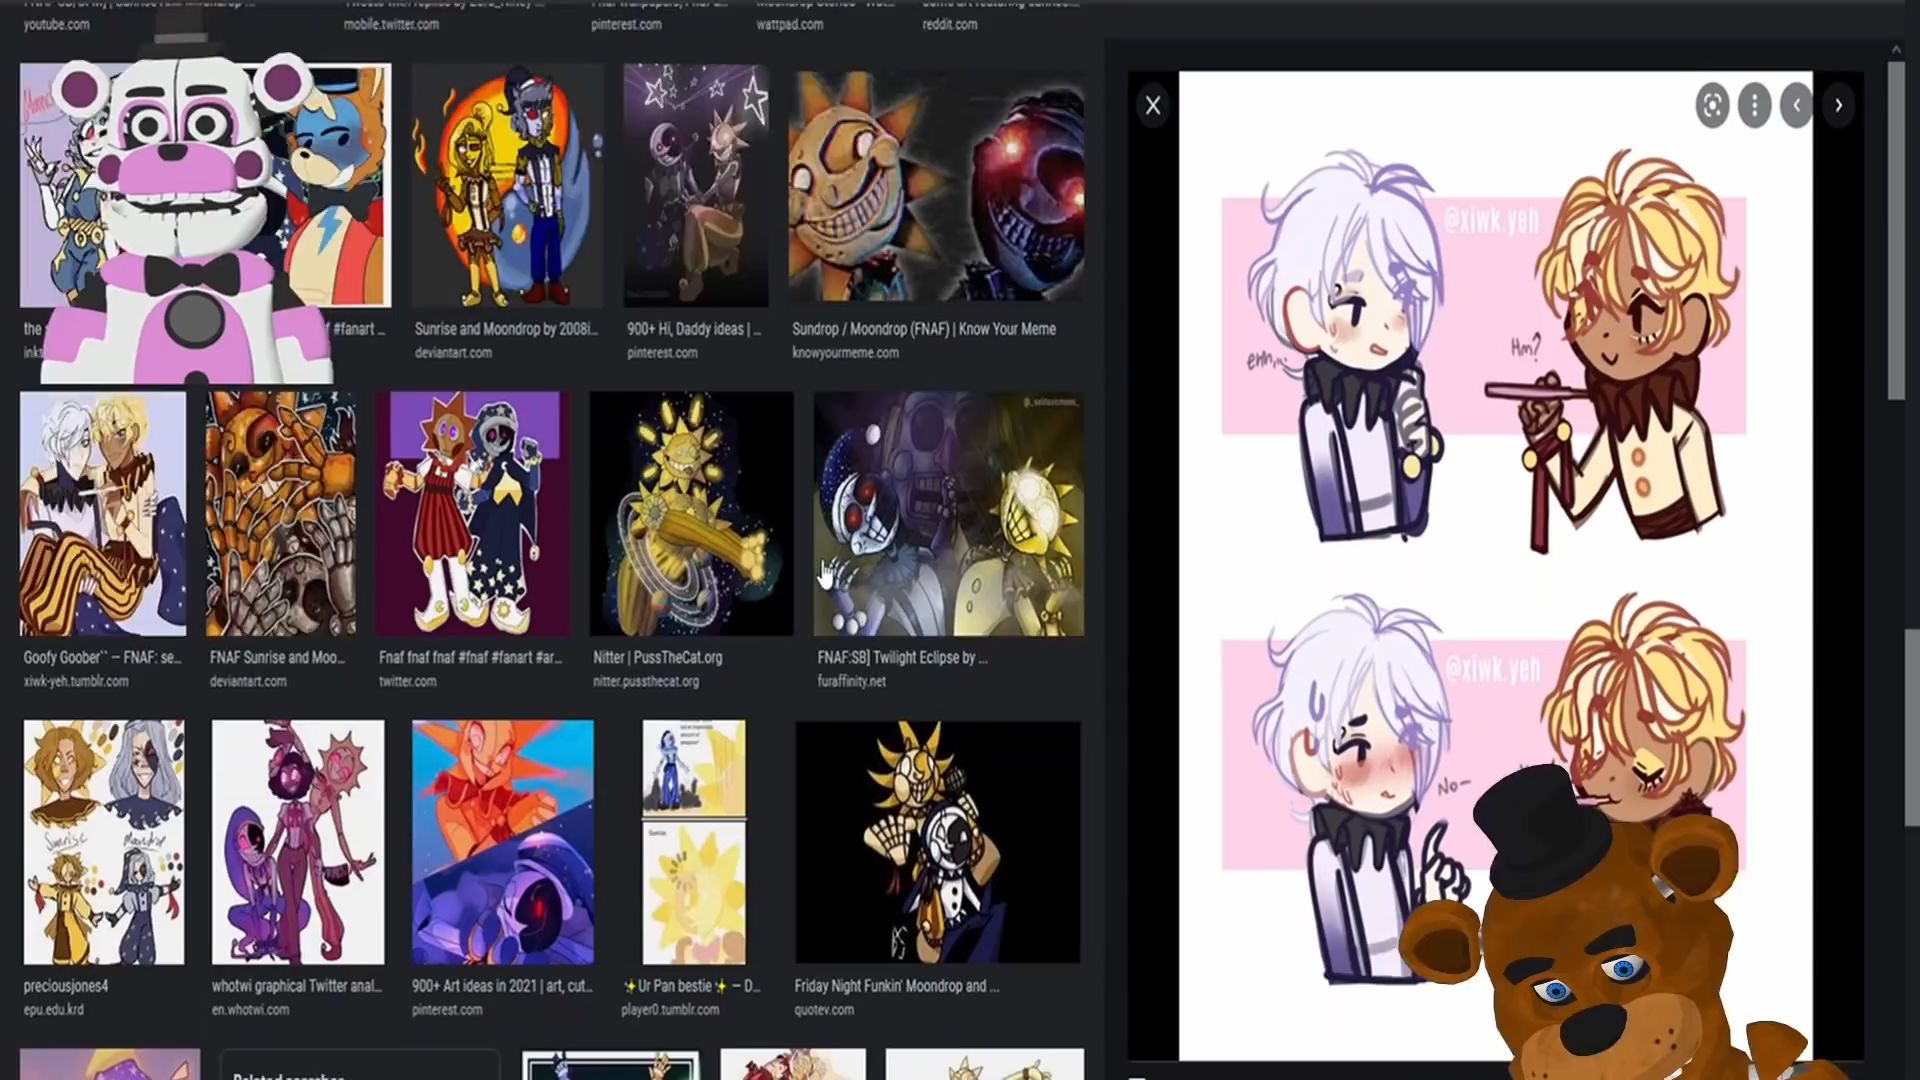 youtube.com
mobile.twitter.com
pinterest.com
wattpad.com
reddit.com
the
#fanart ...
Sunrise and Moondrop by 2008i...
deviantart.com
900+ Hi, Daddy ideas | ...
pinterest.com
Sundrop / Moondrop (FNAF) | Know Your Meme
knowyourmeme.com
@xiwk.yeh
Hm?
Goofy Goober`` — FNAF: se...
xiwk-yeh.tumblr.com
FNAF Sunrise and Moo...
deviantart.com
Fnaf fnaf fnaf #fnaf #fanart #ar...
twitter.com
Nitter | PussTheCat.org
nitter.pussthecat.org
FNAF:SB] Twilight Eclipse by ...
furaffinity.net
@xiwk.yeh
No-
Sunrise
preciousjones4
epu.edu.krd
whotwi graphical Twitter anal...
en.whotwi.com
900+ Art ideas in 2021 | art, cut...
pinterest.com
✨Ur Pan bestie✨ — D...
player0.tumblr.com
Friday Night Funkin' Moondrop and ...
quotev.com